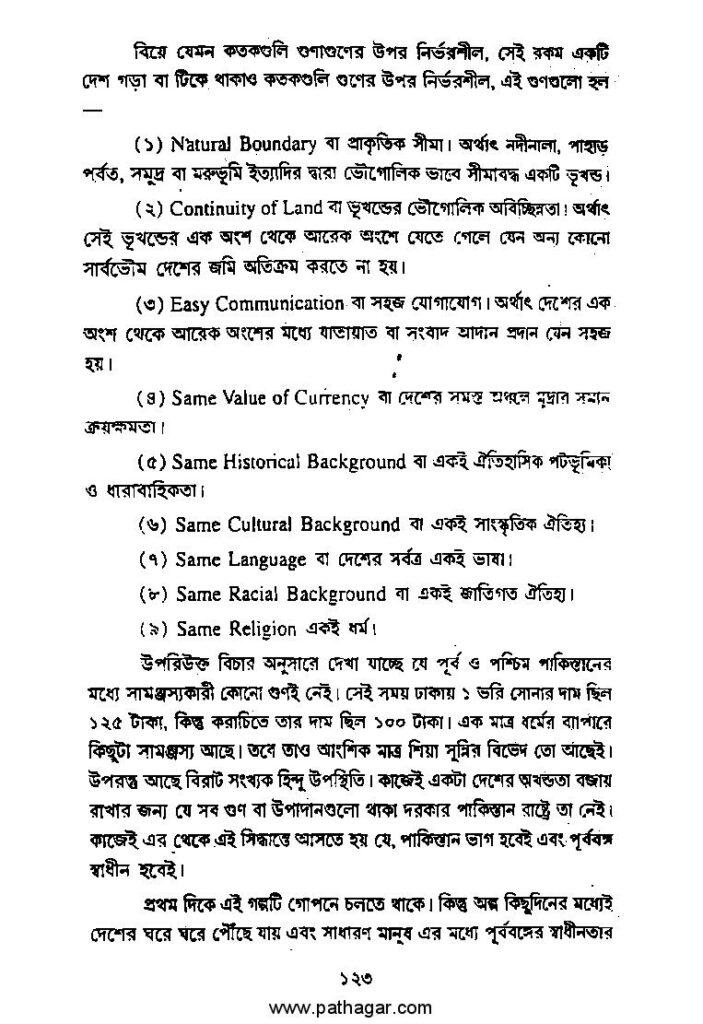 বিয়ে যেমন কতকগুলি গুণাগুণের উপর নির্ভরশীল, সেই রকম একটি
দেশ গড়া বা টিকে থাকাও কতকগুলি গুণের উপর নির্ভরশীল, এই গুণগুলো হল
—
(১) Natural Boundary বা প্রাকৃতিক সীমা। অর্থাৎ নদীনালা, পাহাড়
পর্বত, সমুদ্র বা মরুভূমি ইত্যাদির দ্বারা ভৌগোলিক ভাবে সীমাবদ্ধ একটি ভূখন্ড।
(২) Continuity of Land বা ভূখন্ডের ভৌগোলিক অবিচ্ছিন্নতা। অর্থাৎ
সেই ভূখন্ডের এক অংশ থেকে আরেক অংশে যেতে গেলে যেন অন্য কোনো
সার্বভৌম দেশের জমি অতিক্রম করতে না হয়।
(৩) Easy Communication বা সহজ যোগাযোগ। অর্থাৎ দেশের এক
অংশ থেকে আরেক অংশের মধ্যে যাতায়াত বা সংবাদ আদান প্রদান যেন সহজ
হয়।
(৪) Same Value of Currency বা দেশের সমস্ত অঞ্চলে মুদ্রার সমান
ক্রয়ক্ষমতা।
(৫) Same Historical Background বা একই ঐতিহাসিক পটভূমিকা
ও ধারাবাহিকতা।
(৬) Same Cultural Background বা একই সাংস্কৃতিক ঐতিহ্য।
(৭) Same Language বা দেশের সর্বত্র একই ভাষা।
(৮) Same Racial Background বা একই জাতিগত ঐতিহ্য।
(৯) Same Religion একই ধর্ম।
উপরিউক্ত বিচার অনুসারে দেখা যাচ্ছে যে পূর্ব ও পশ্চিম পাকিস্তানের
মধ্যে সামঞ্জস্যকারী কোনো গুণই নেই। সেই সময় ঢাকায় ১ ভরি সোনার দাম ছিল
১২৫ টাকা, কিন্তু করাচিতে তার দাম ছিল ১০০ টাকা। এক মাত্র ধর্মের ব্যাপারে
কিছুটা সামঞ্জস্য আছে। তবে তাও আংশিক মাত্র শিয়া সুন্নির বিভেদ তো আছেই।
উপরন্তু আছে বিরাট সংখ্যক হিন্দু উপস্থিতি। কাজেই একটা দেশের অখন্ডতা বজায়
রাখার জন্য যে সব গুণ বা উপাদানগুলো থাকা দরকার পাকিস্তান রাষ্ট্রে তা নেই।
কাজেই এর থেকে এই সিদ্ধান্তে আসতে হয় যে, পাকিস্তান ভাগ হবেই এবং পূর্ববঙ্গ
স্বাধীন হবেই।
প্রথম দিকে এই গল্পটি গোপনে চলতে থাকে। কিন্তু অল্প কিছুদিনের মধ্যেই
দেশের ঘরে ঘরে পৌঁছে যায় এবং সাধারণ মানুষ এর মধ্যে পূর্ববঙ্গের স্বাধীনতার
১২৩
www.pathagar.com